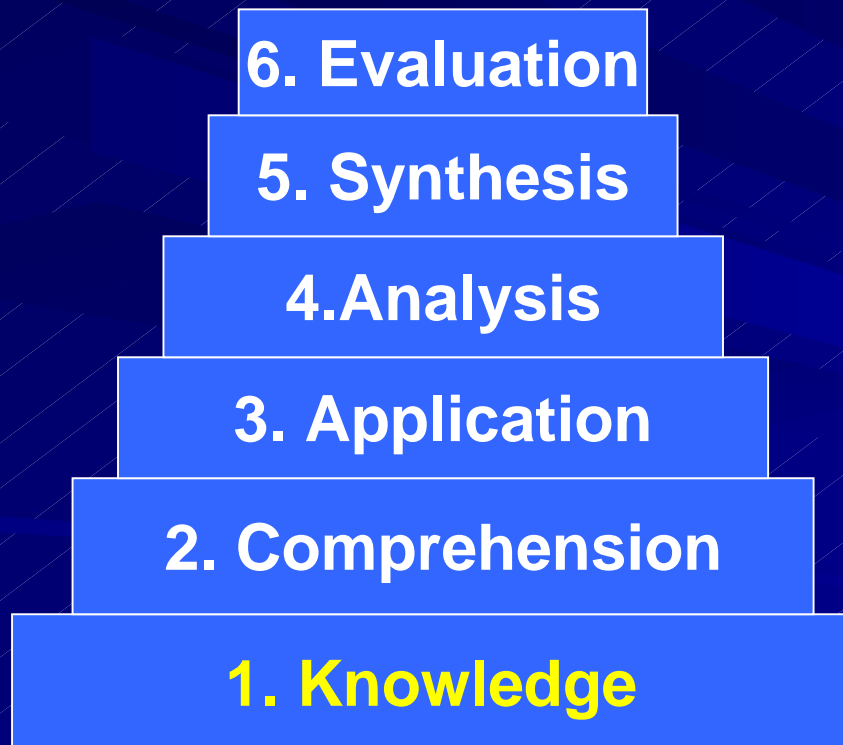 6. Evaluation
5. Synthesis
4.Analysis
3. Application
2. Comprehension
1. Knowledge